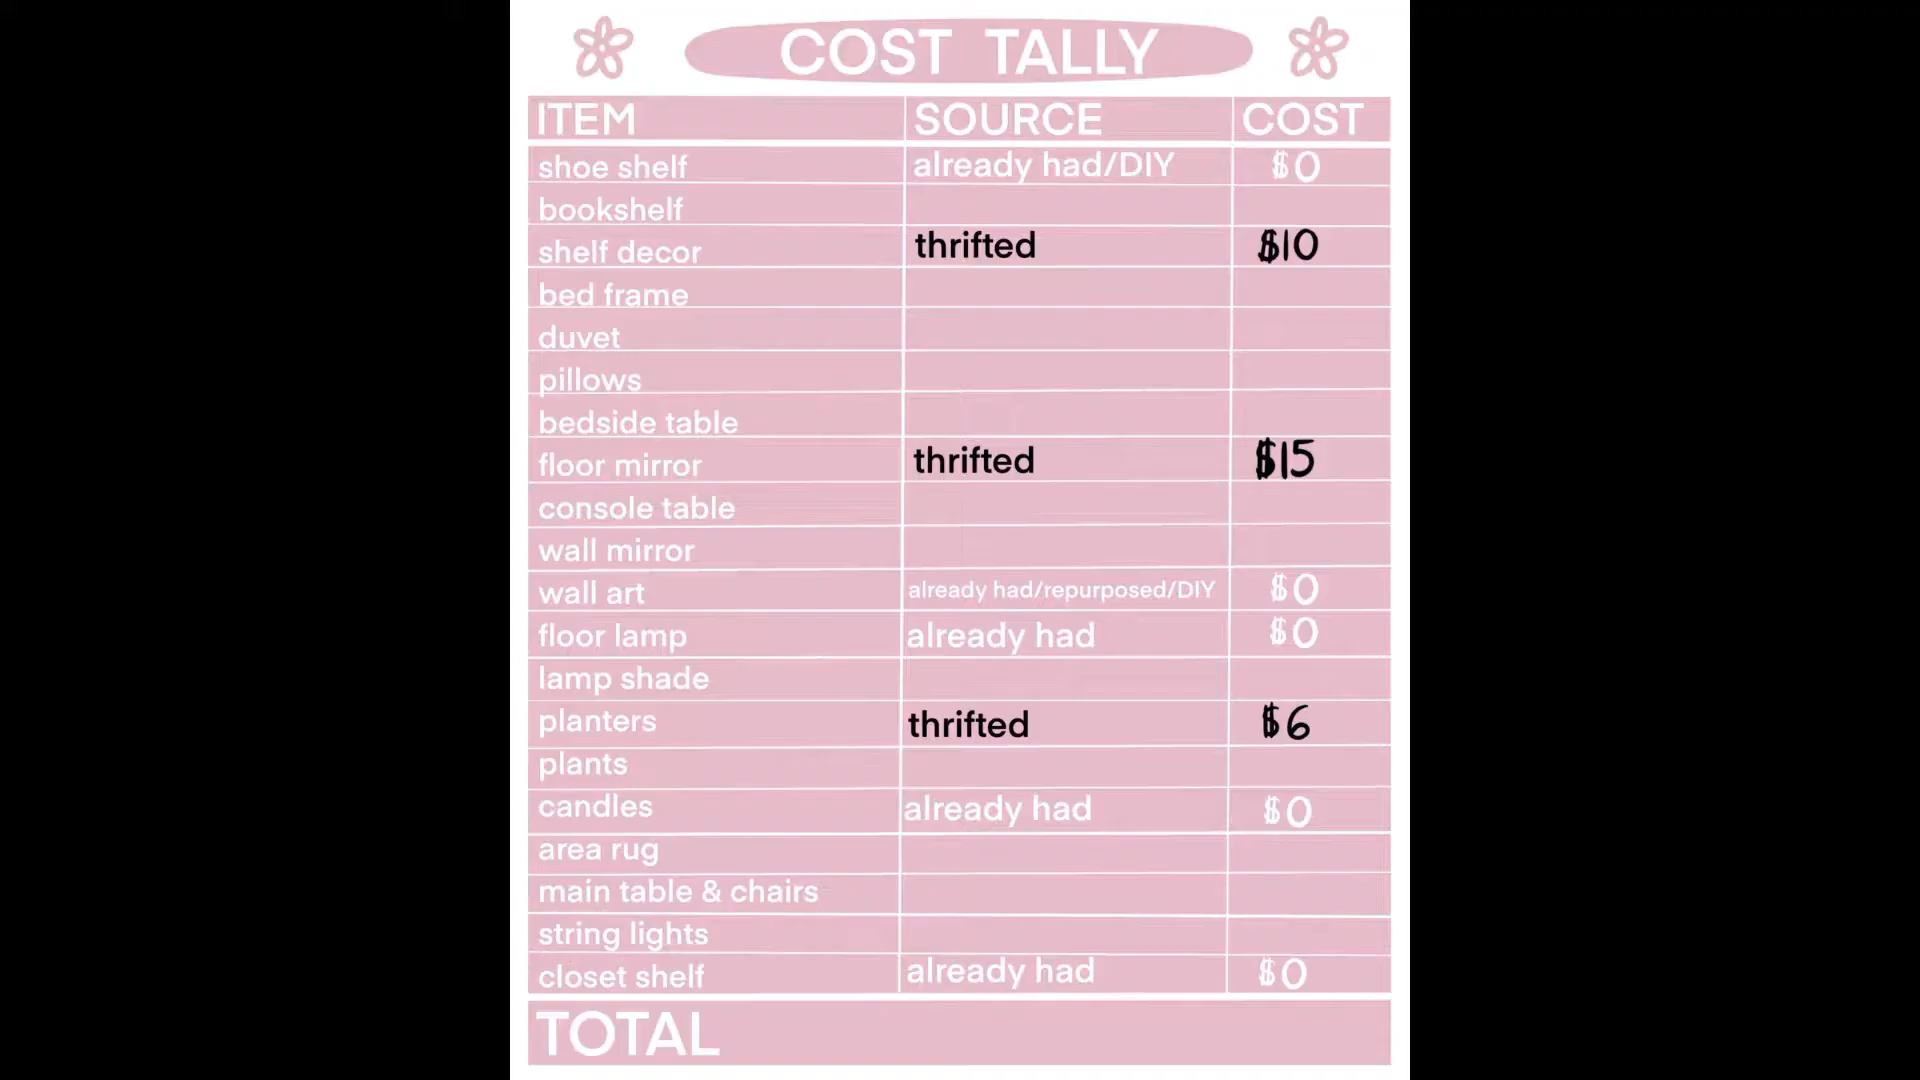 COST TALLY
ITEM SOURCE COST
shoe shelf already had/DIY $0
bookshelf
shelf decor thrifted $10
bed frame
duvet
pillows
bedside table
floor mirror thrifted $15
console table
wall mirror
wall art already had/repurposed/DIY $0
floor lamp already had $0
lamp shade
planters thrifted $6
plants
candles already had $0
area rug
main table & chairs
string lights
closet shelf already had $0
TOTAL